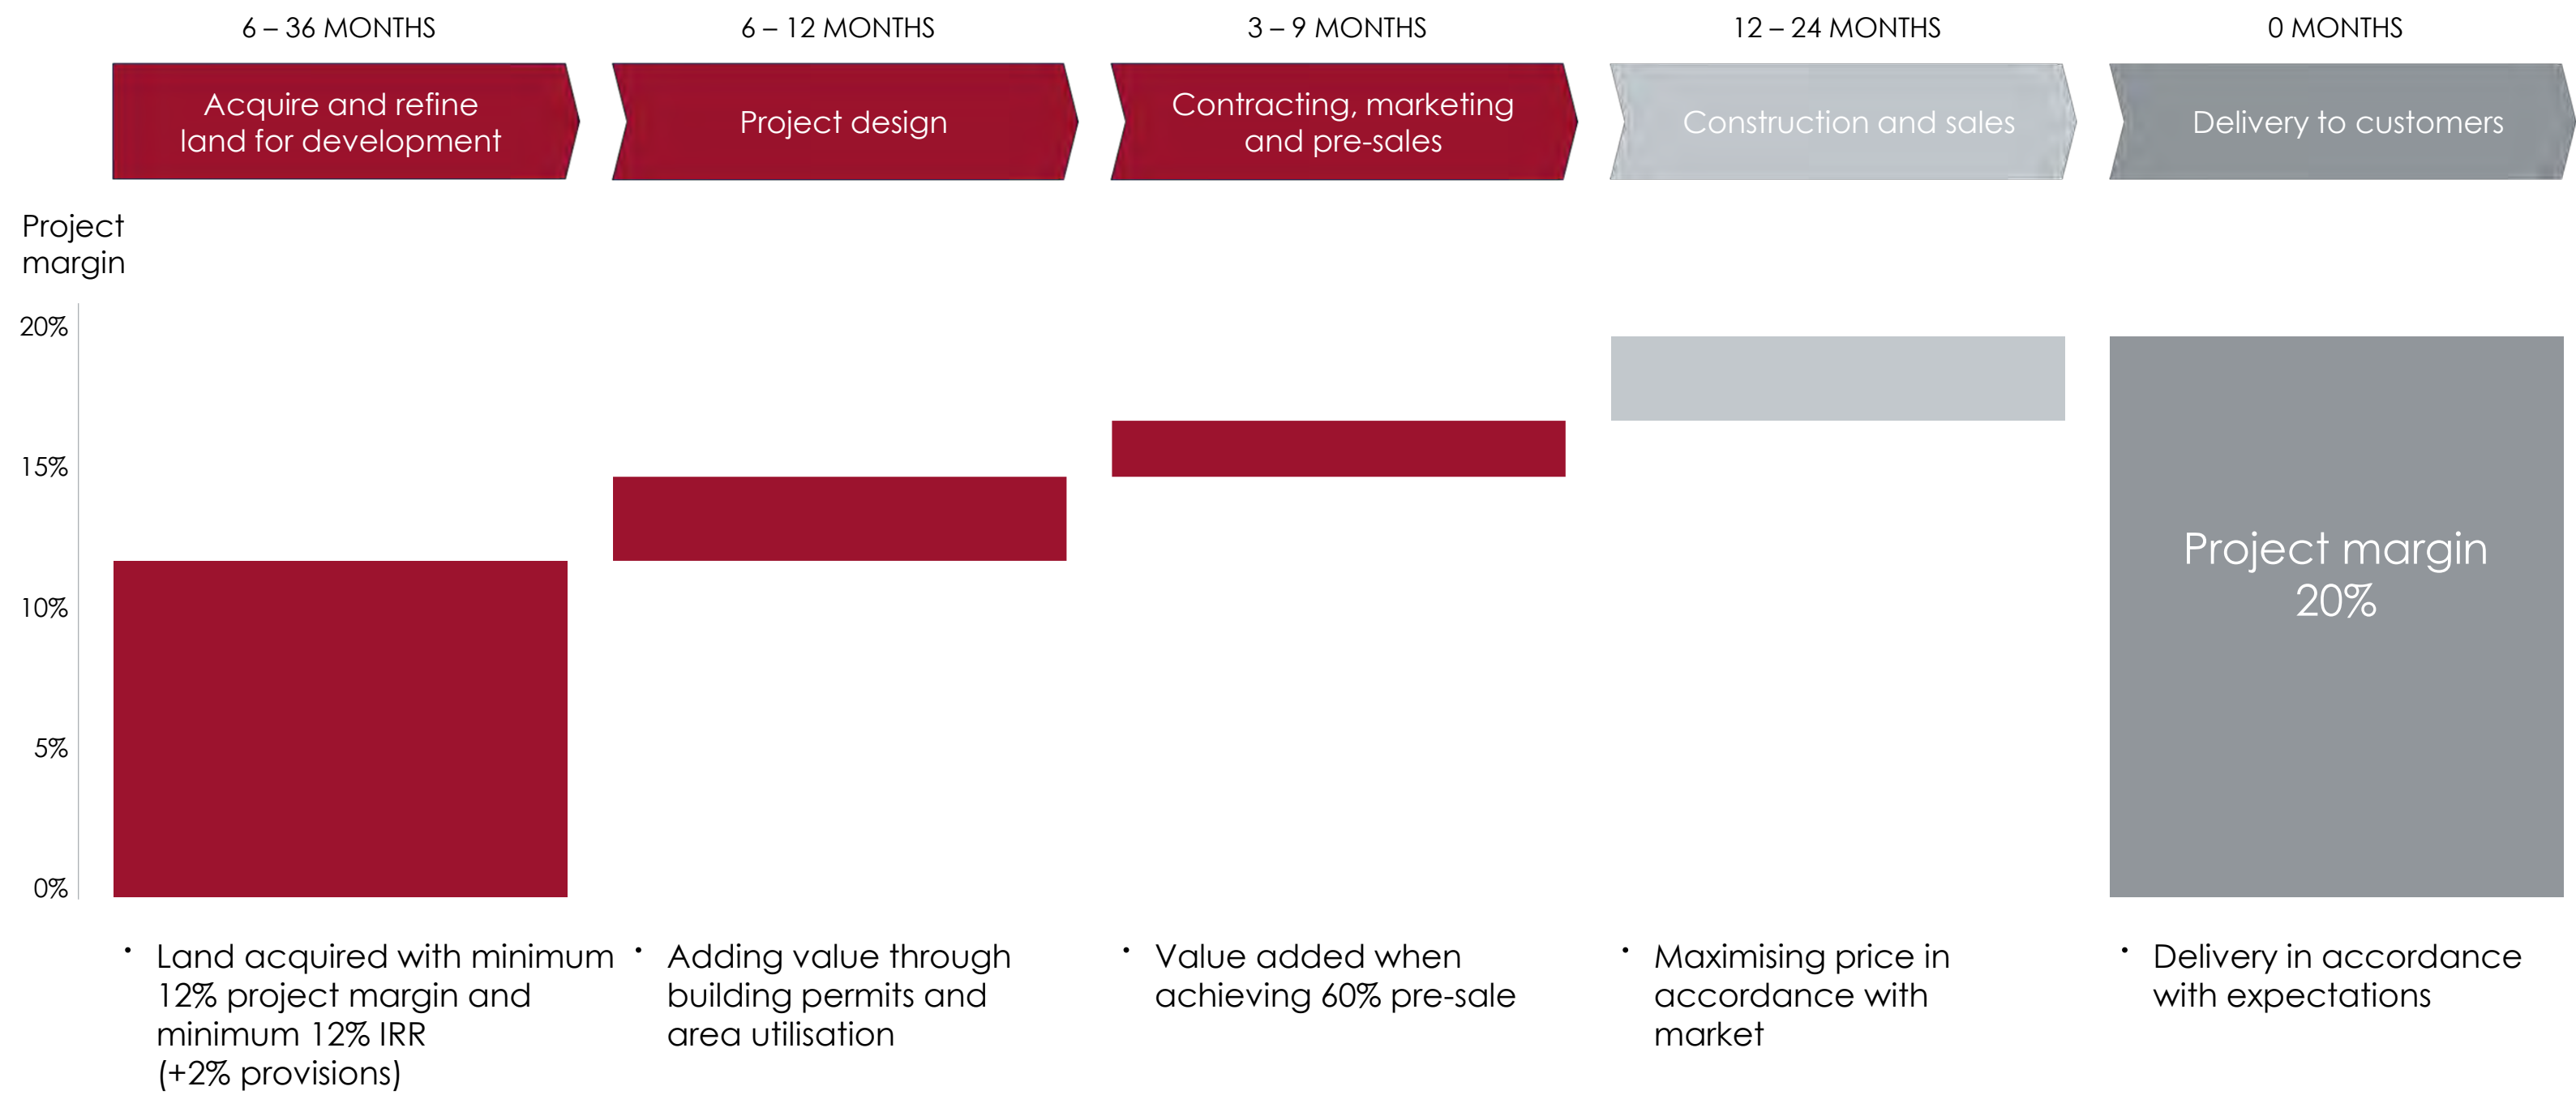 6 – 36 MONTHS
6 – 12 MONTHS
3 – 9 MONTHS
12 – 24 MONTHS
0 MONTHS
Acquire and refine
land for development
Project design
Contracting, marketing
and pre-sales
Construction and sales
Delivery to customers
Project
margin
20%
15%
10%
5%
0%
Project margin
20%
• Land acquired with minimum
12% project margin and
minimum 12% IRR
(+2% provisions)
• Adding value through
building permits and
area utilisation
• Value added when
achieving 60% pre-sale
• Maximising price in
accordance with
market
• Delivery in accordance
with expectations